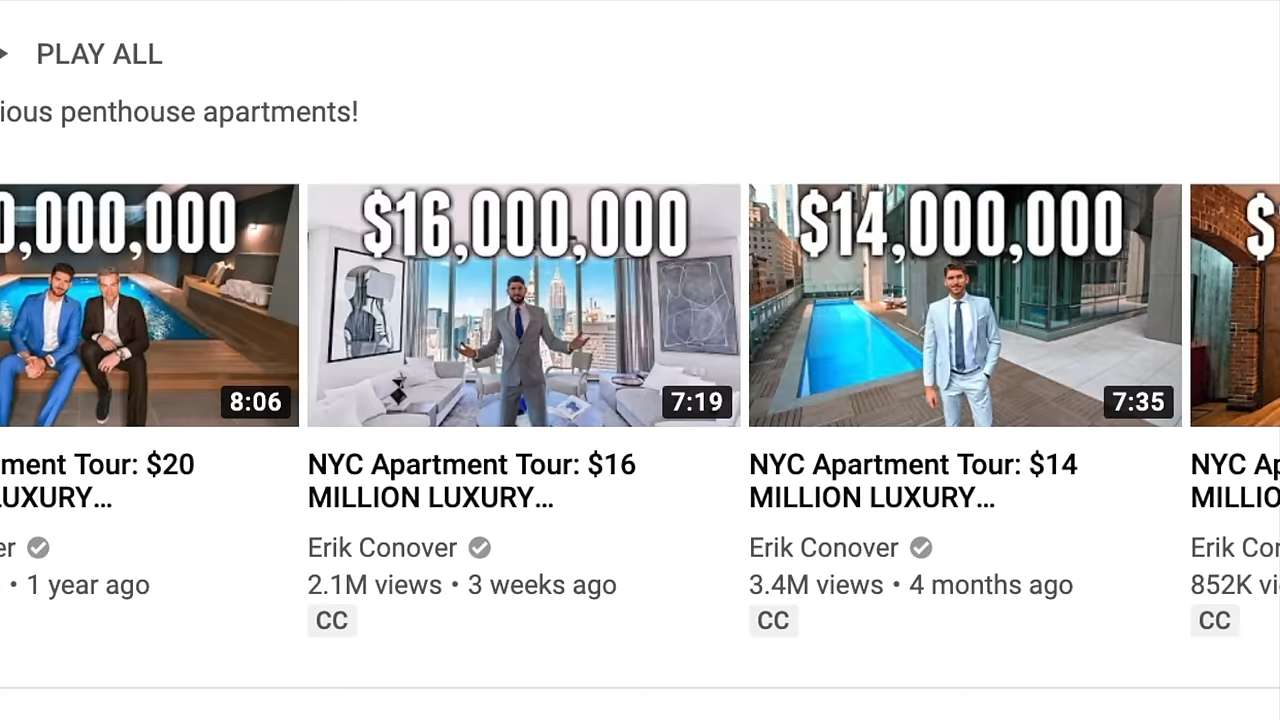 PLAY ALL
ious penthouse apartments!
0,000,000
$16,000,000
$14,000,000
$
8:06
7:19
7:35
ment Tour: $20
LUXURY...
NYC Apartment Tour: $16
MILLION LUXURY...
NYC Apartment Tour: $14
MILLION LUXURY...
NYC Ap
MILLIO
er
1 year ago
Erik Conover
2.1M views • 3 weeks ago
CC
Erik Conover
3.4M views • 4 months ago
CC
Erik Con
852K vi
CC